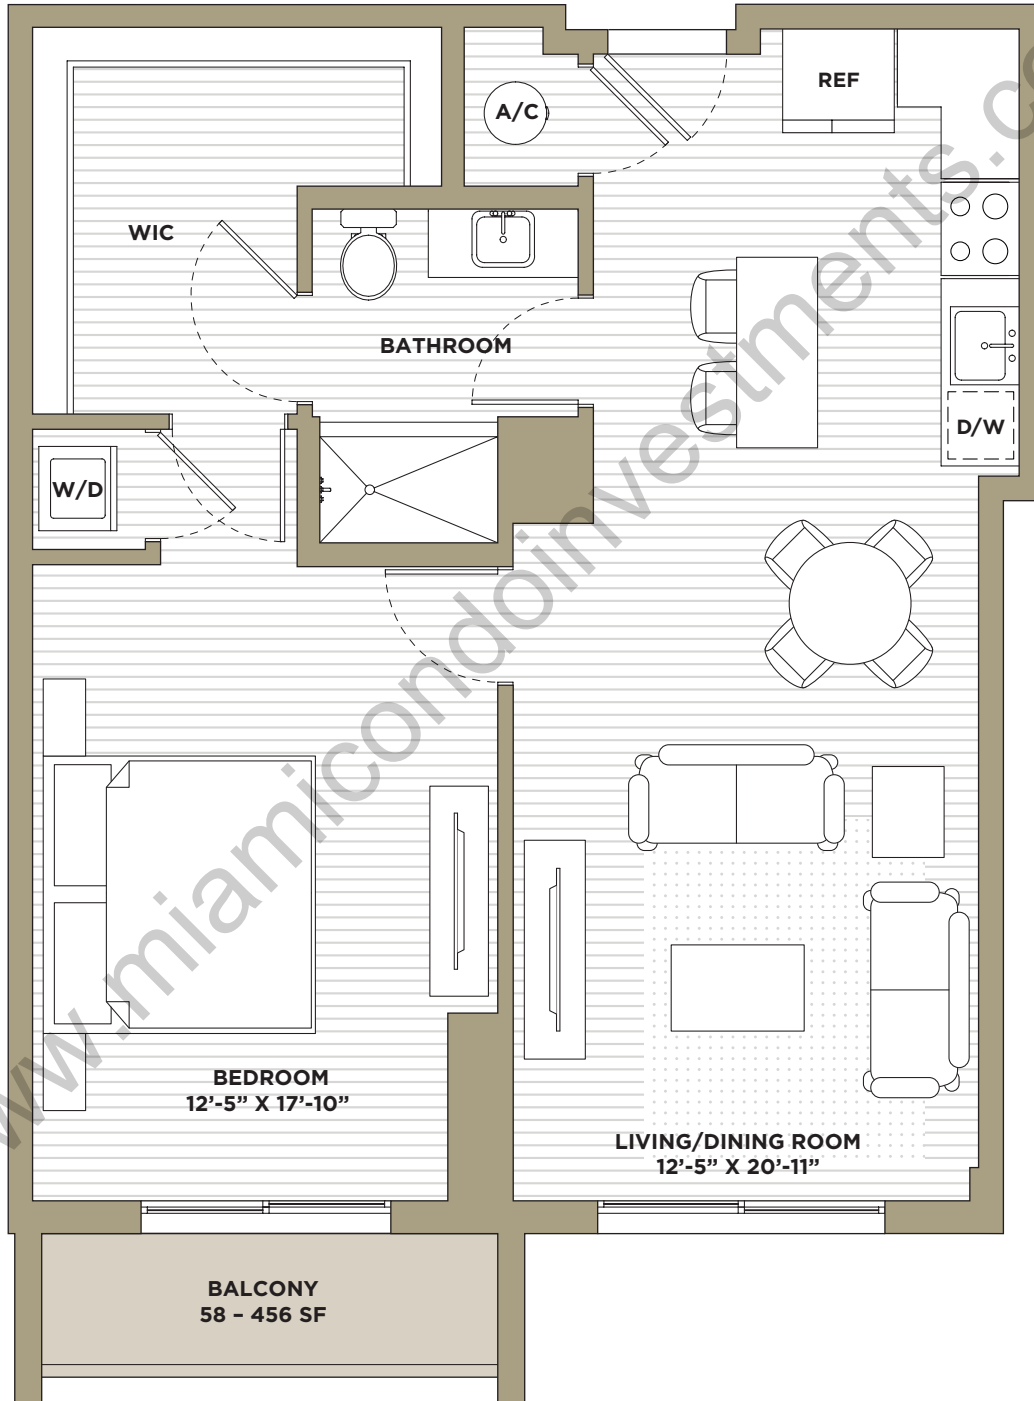 REF
A/C
WIC
BATHROOM
D/W
W/D
BEDROOM
12'-5” X 17'-10”
LIVING/DINING ROOM
12'-5” X 20'-11”
BALCONY
58 – 456 SF
www.miamicondoinvestments.co